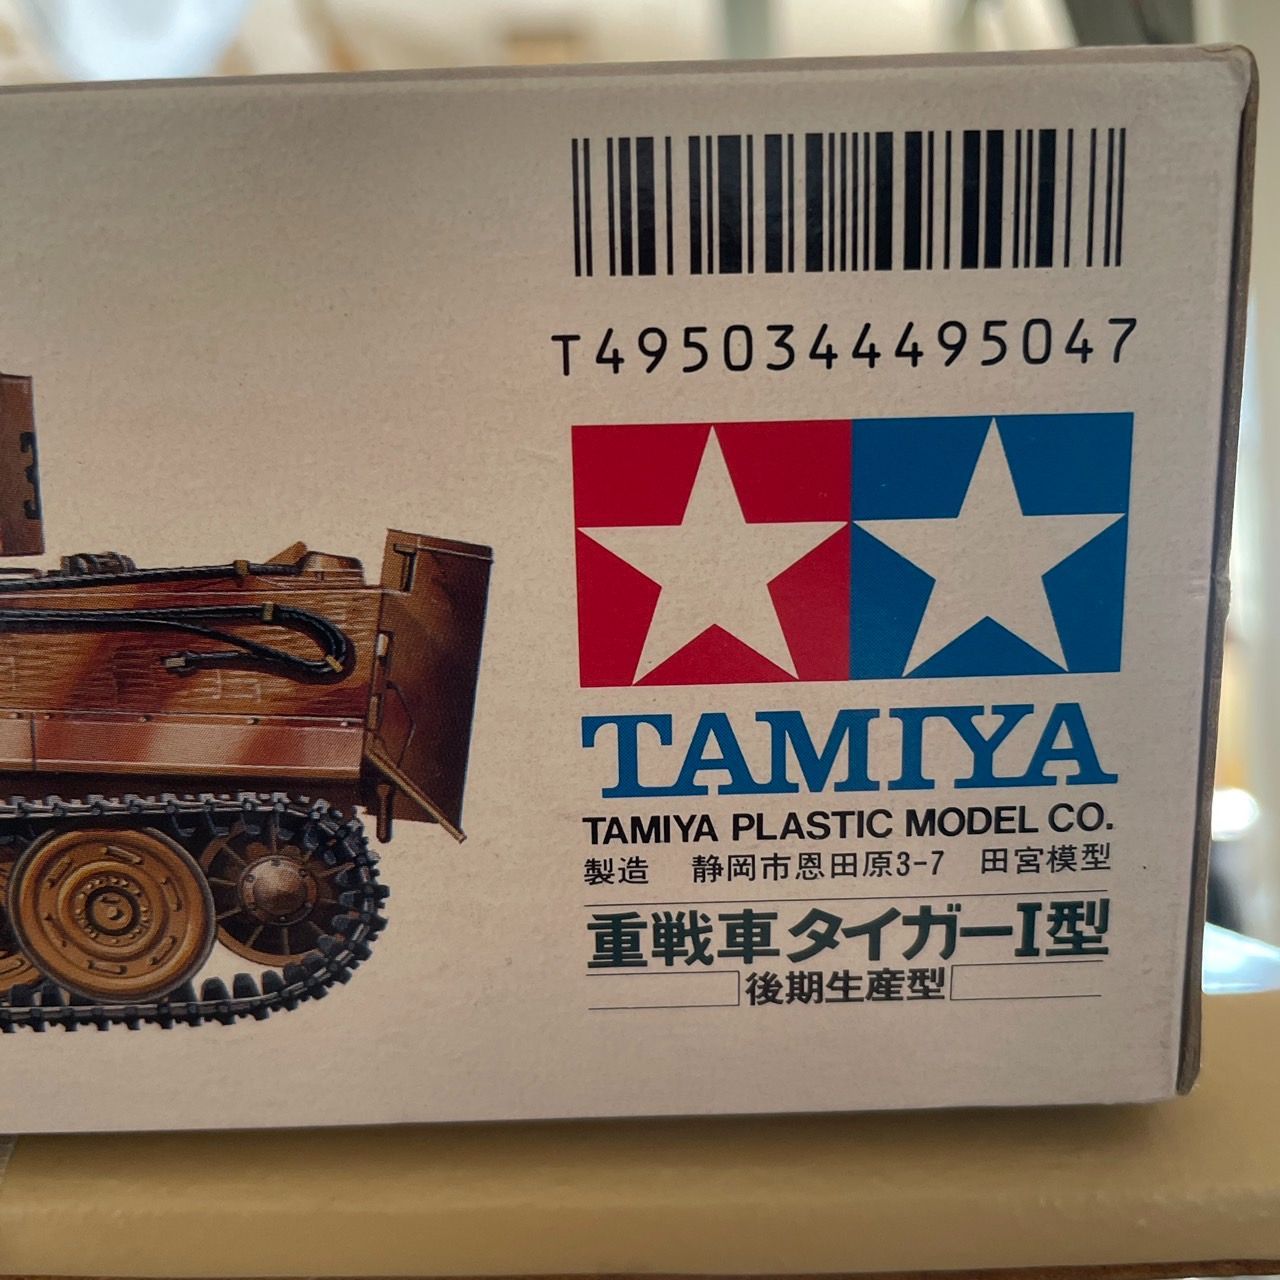 T4950344495047
TAMIYA
TAMIYA PLASTIC MODEL CO.
製造 静岡市恩田原3-7 田宮模型
重戦車タイガーI型
後期生産型